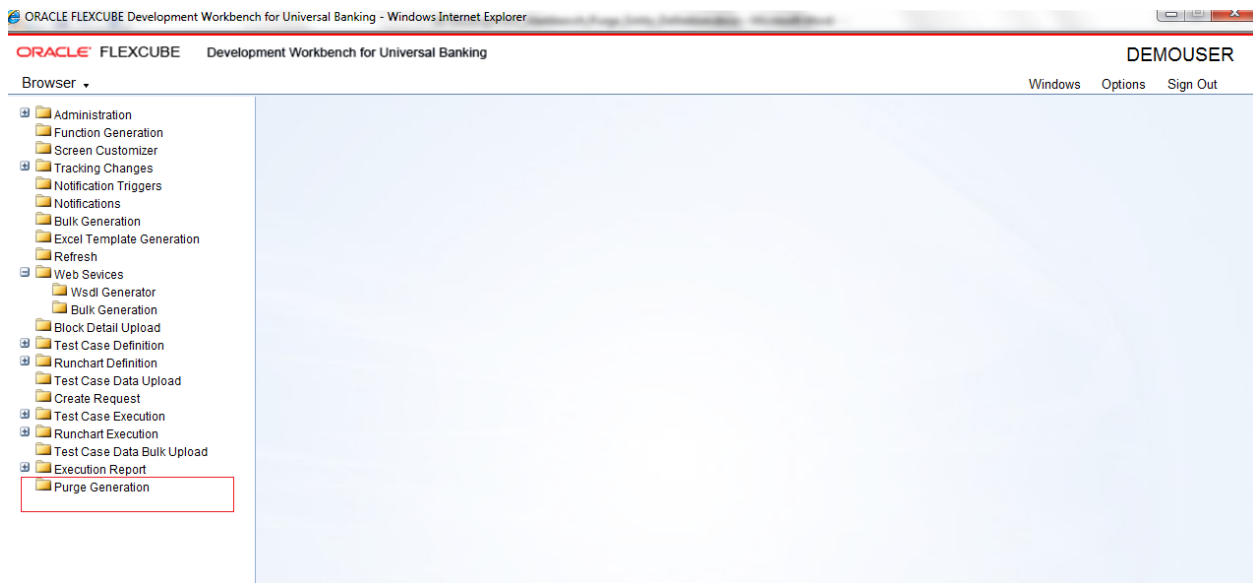 ORACLE FLEXCUBE Development Workbench for Universal Banking - Windows Internet Explorer
ORACLE FLEXCUBE Development Workbench for Universal Banking
DEMOUSER
Browser
Windows Options Sign Out
Administration
Function Generation
Screen Customizer
Tracking Changes
Notification Triggers
Notifications
Bulk Generation
Excel Template Generation
Refresh
Web Sevices
Wsdl Generator
Bulk Generation
Block Detail Upload
Test Case Definition
Runchart Definition
Test Case Data Upload
Create Request
Test Case Execution
Runchart Execution
Test Case Data Bulk Upload
Execution Report
Purge Generation